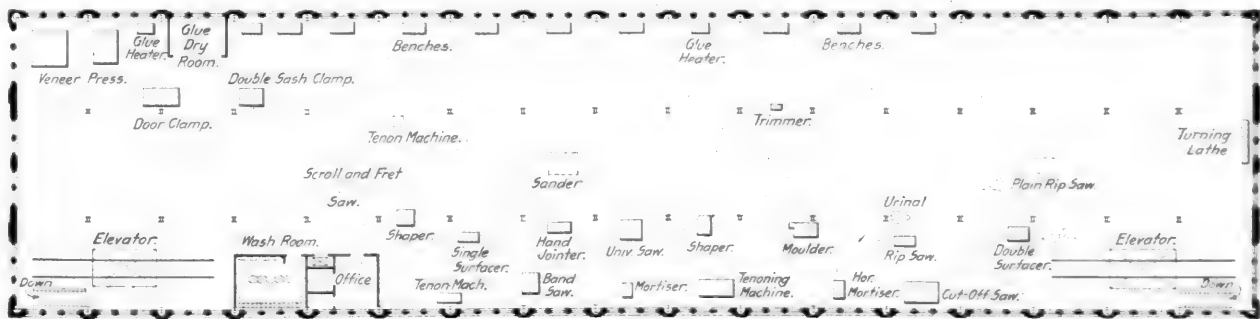 Glue
Heater.
Glue
Dry
Room.
Benches.
Glue
Heater.
Benches.
Veneer Press.
Double Sash Clamp.
Door Clamp.
Tenon Machine.
Trimmer.
Turning
Lathe
Scroll and Fret
Saw.
Sander
Plain Rip Saw.
Urinal
Elevator.
Wash Room.
Shaper.
Single
Surfacer.
Hand
Jointer.
Univ. Saw.
Shaper.
Moulder.
Rip Saw.
Double
Surfacer.
Elevator.
Down
Office
Tenon Mach.
Band
Saw.
Mortiser.
Tenoning
Machine.
Hor.
Mortiser.
Cut-Off Saw.
Down